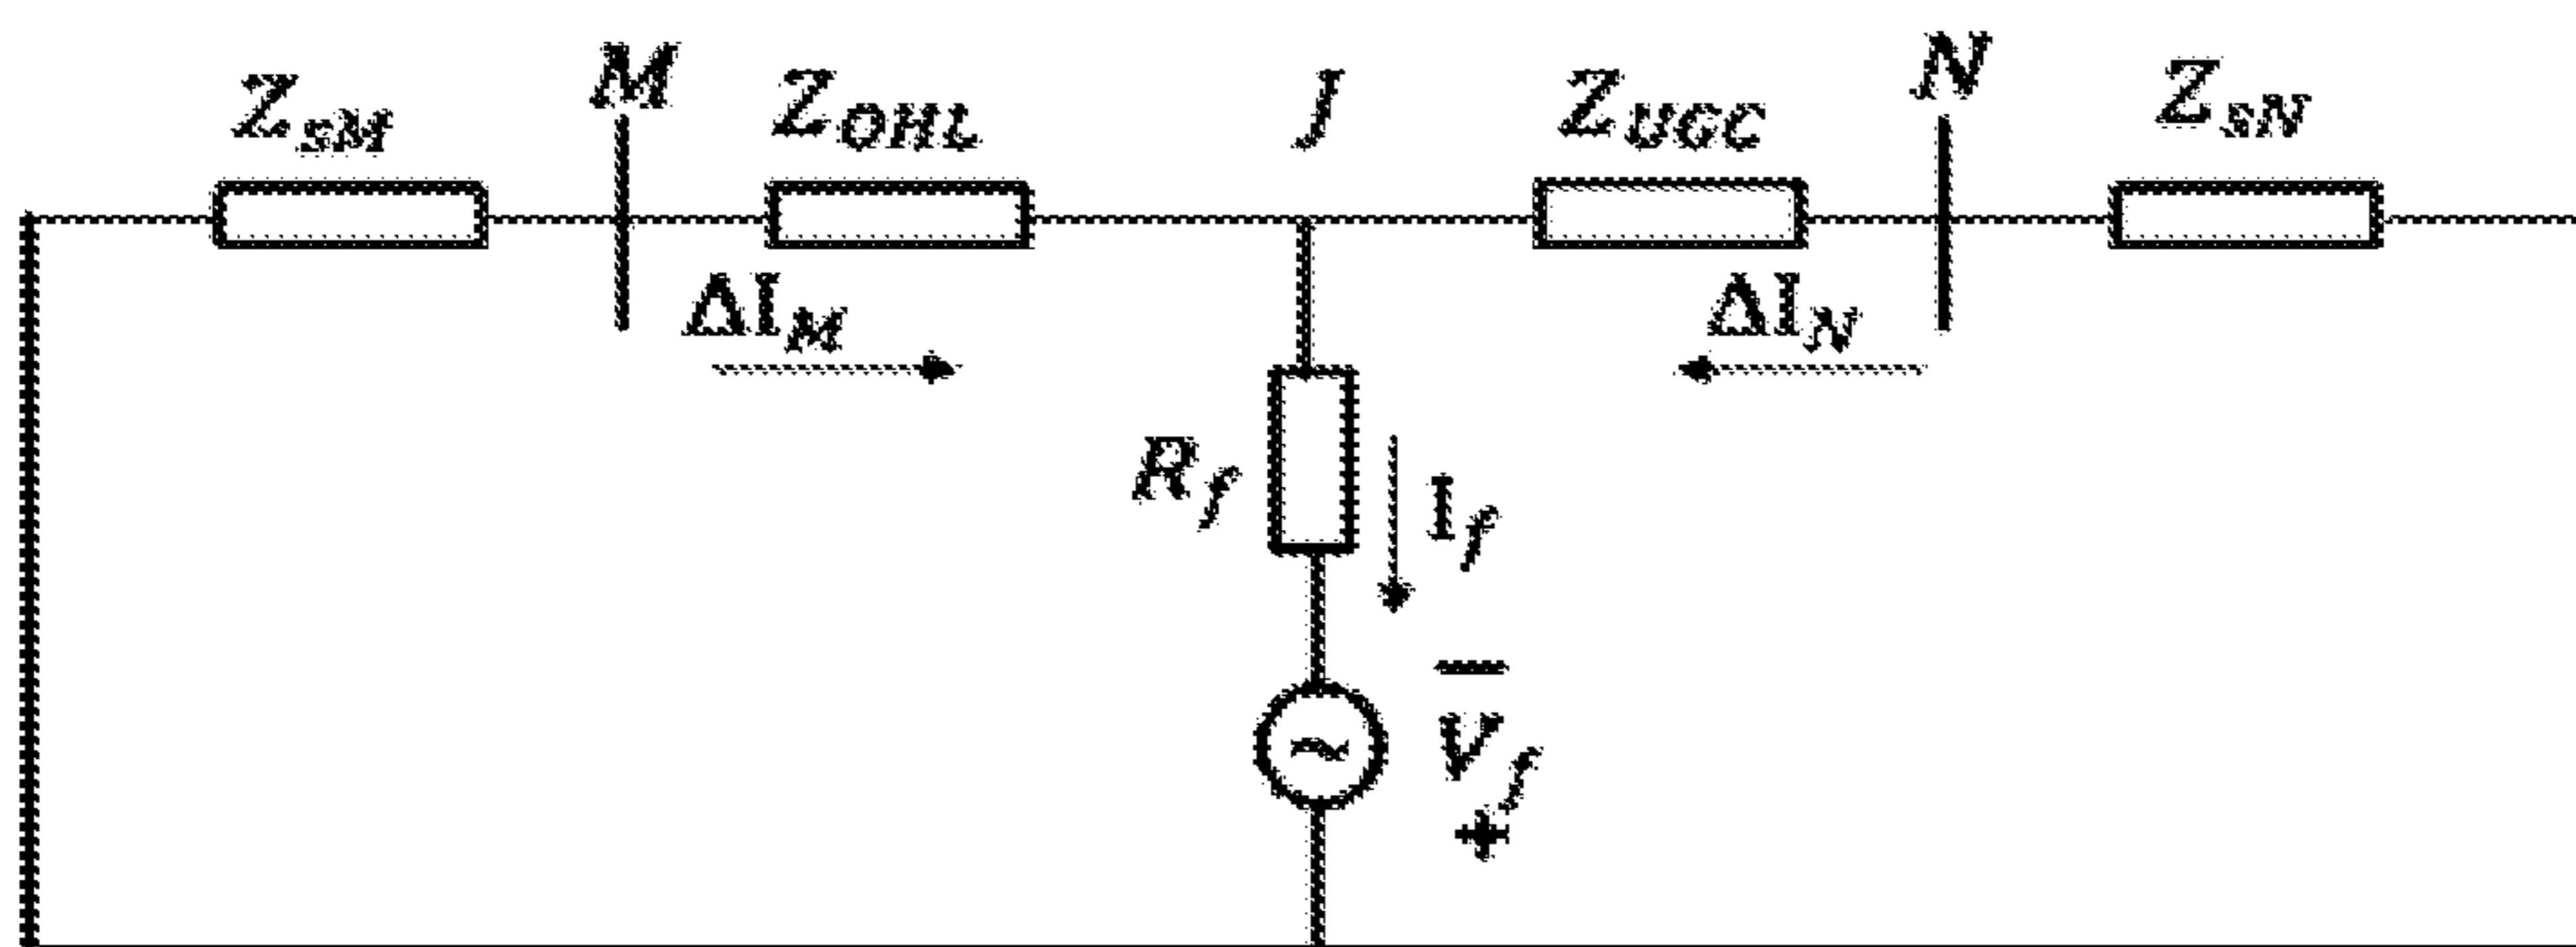 Z_sM M Z_OHL J Z_UGC N Z_sN
ΔI_M ΔI_N
R_f I_f
−
~ V_f
+